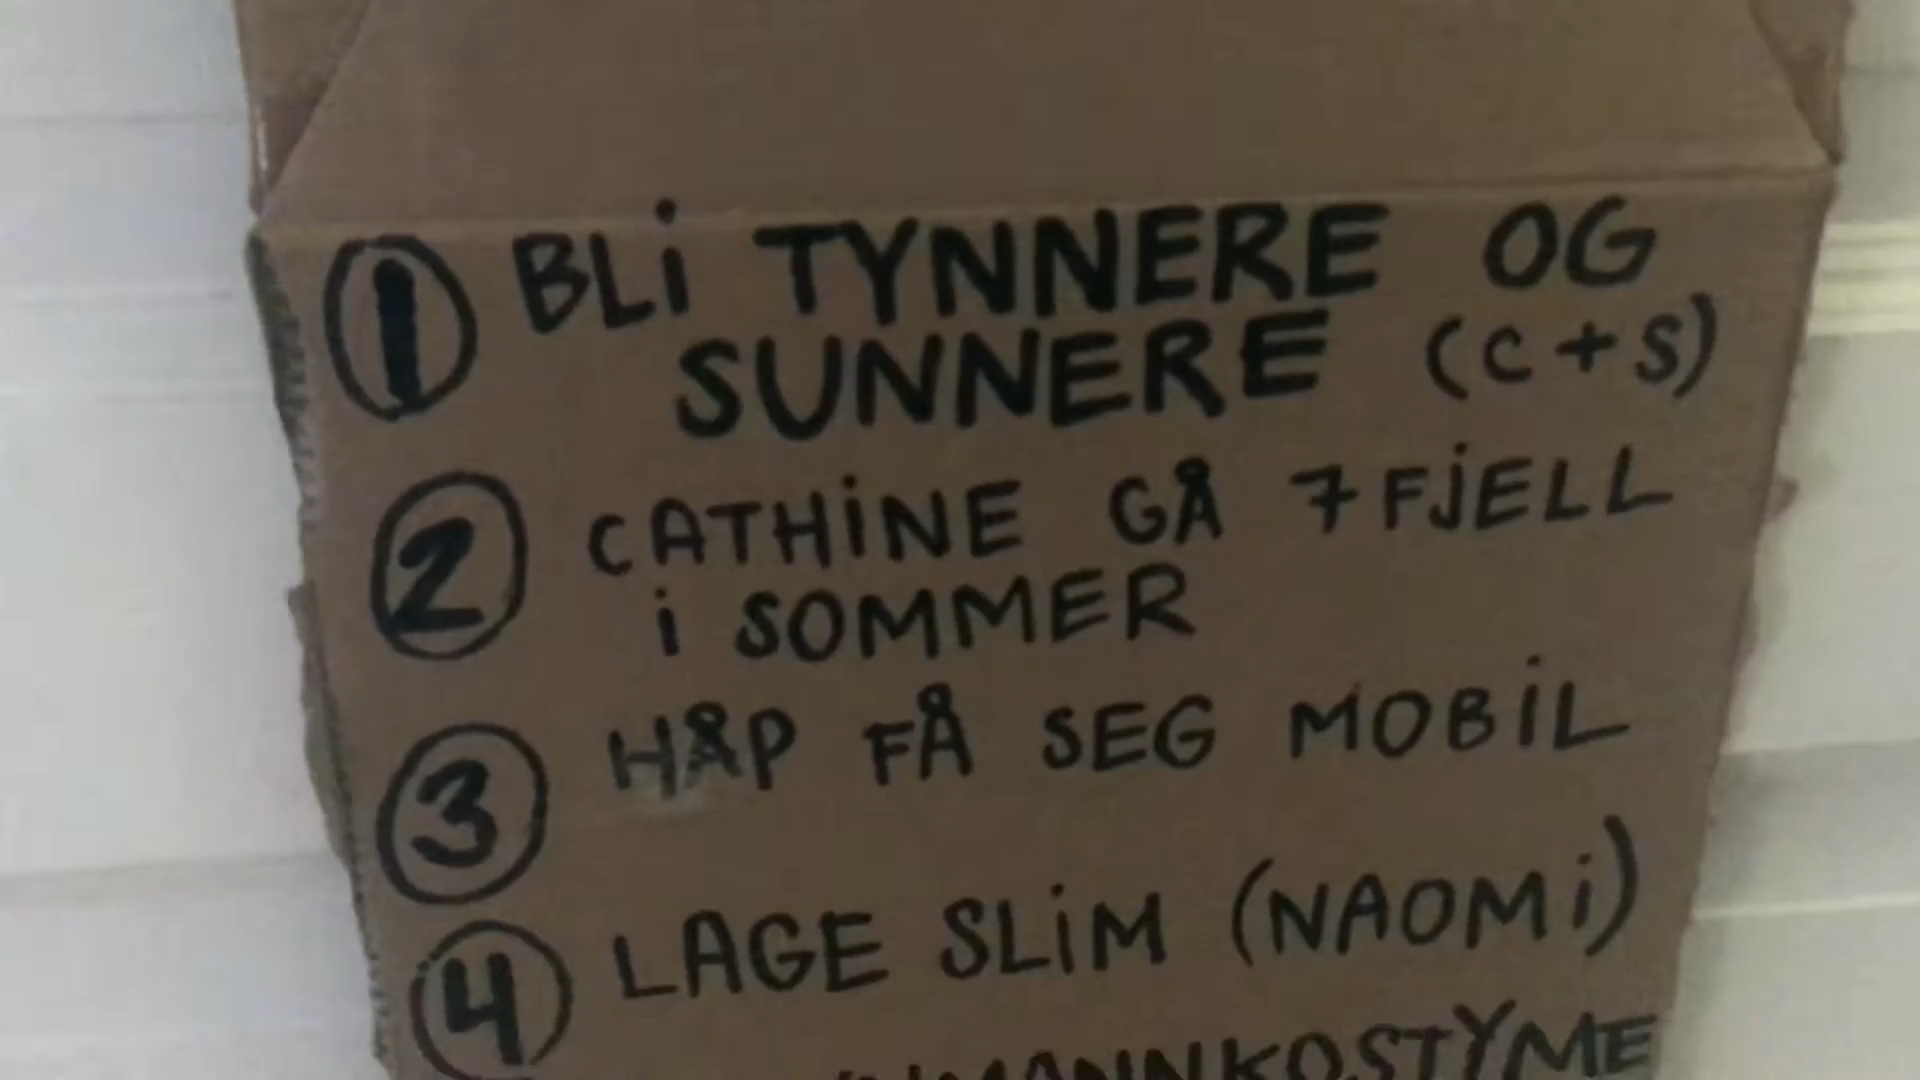 1 BLi TYNNERE OG
SUNNERE (C+S)
2 CATHiNE GÅ 7 FJELL
i SOMMER
3 HÅP FÅ SEG MOBiL
4 LAGE SLiM (NAOMi)